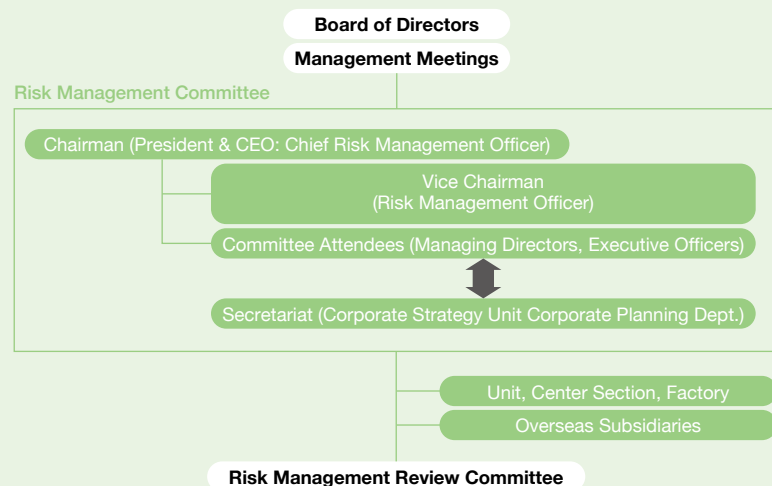 Board of Directors
Management Meetings
Risk Management Committee
Chairman (President & CEO: Chief Risk Management Officer)
Vice Chairman
(Risk Management Officer)
Committee Attendees (Managing Directors, Executive Officers)
Secretariat (Corporate Strategy Unit Corporate Planning Dept.)
Unit, Center Section, Factory
Overseas Subsidiaries
Risk Management Review Committee